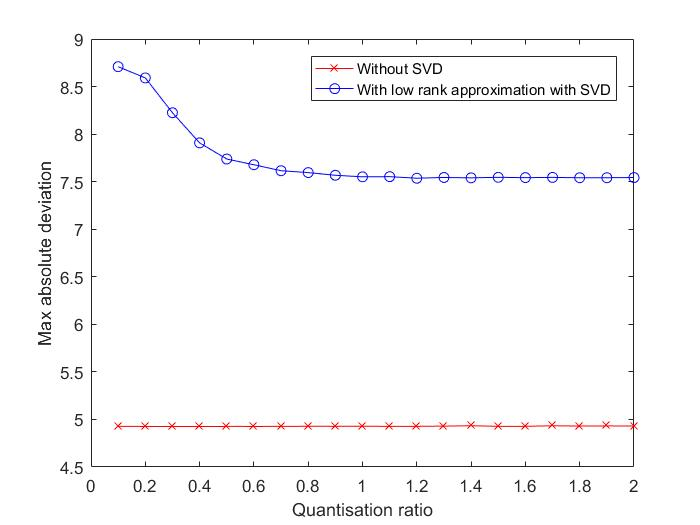 9
8.5
8
7.5
7
6.5
6
5.5
5
4.5
0 0.2 0.4 0.6 0.8 1 1.2 1.4 1.6 1.8 2
Max absolute deviation
Quantisation ratio
Without SVD
With low rank approximation with SVD